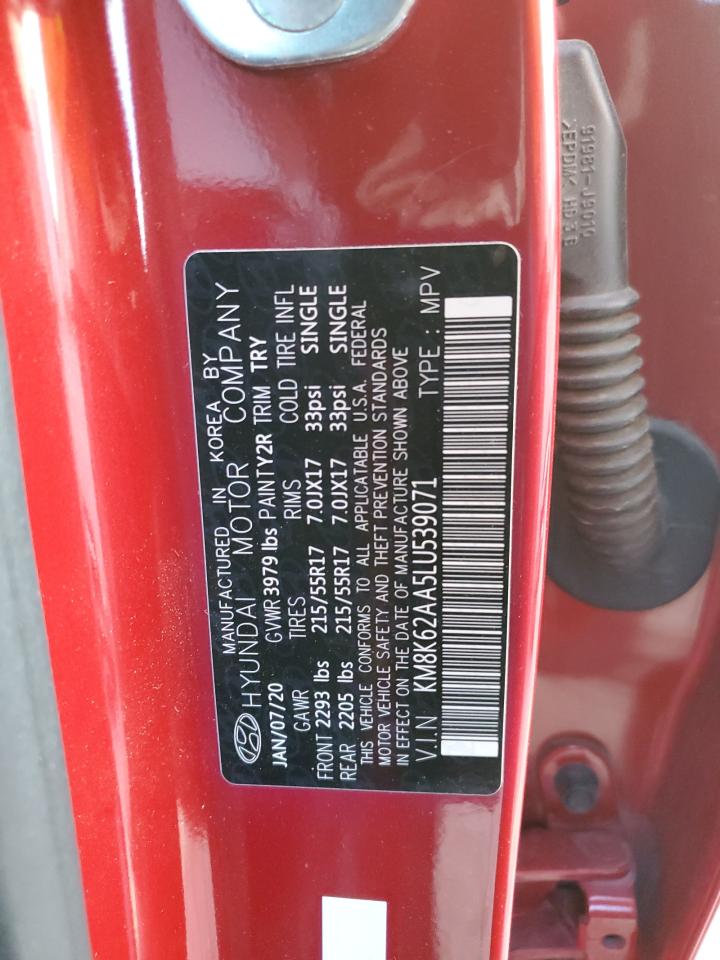 MANUFACTURED IN KOREA BY
HYUNDAI MOTOR COMPANY
JAN/07/20 GVWR 3979 lbs PAINT Y2R TRIM TRY
GAWR TIRES RIMS COLD TIRE INFL
FRONT 2293 lbs 215/55R17 7.0JX17 33psi SINGLE
REAR 2205 lbs 215/55R17 7.0JX17 33psi SINGLE
THIS VEHICLE CONFORMS TO ALL APPLICABLE U.S.A. FEDERAL
MOTOR VEHICLE SAFETY AND THEFT PREVENTION STANDARDS
IN EFFECT ON THE DATE OF MANUFACTURE SHOWN ABOVE
V.I.N KM8K62AA5LU539071 TYPE : MPV
91981-J9010
>EPDM<